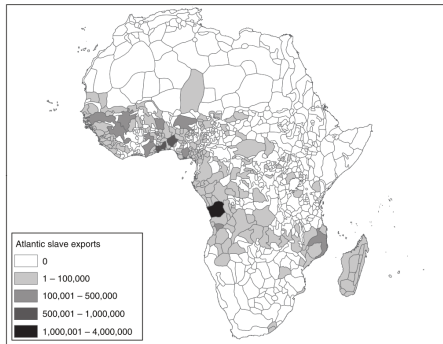 Atlantic slave exports
0
1 – 100,000
100,001 – 500,000
500,001 – 1,000,000
1,000,001 – 4,000,000